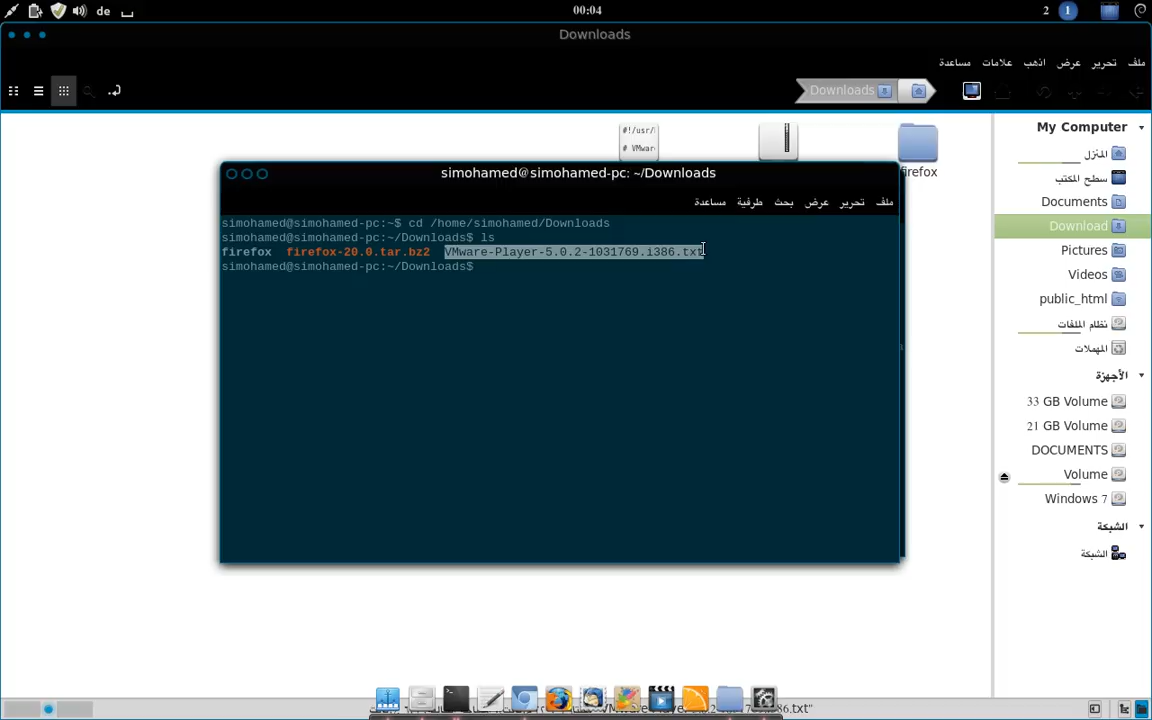 de
00:04
2
1
Downloads
ملف
تحرير
عرض
اذهب
علامات
مساعدة
Downloads
#!/usr/
# VMwar
firefox
simohamed@simohamed-pc: ~/Downloads
ملف
تحرير
عرض
بحث
طرفية
مساعدة
simohamed@simohamed-pc:~$ cd /home/simohamed/Downloads
simohamed@simohamed-pc:~/Downloads$ ls
firefox firefox-20.0.tar.bz2 VMware-Player-5.0.2-1031769.i386.txt
simohamed@simohamed-pc:~/Downloads$
My Computer
المنزل
سطح المكتب
Documents
Download
Pictures
Videos
public_html
نظام الملفات
المهملات
الأجهزة
33 GB Volume
21 GB Volume
DOCUMENTS
Volume
Windows 7
الشبكة
الشبكة